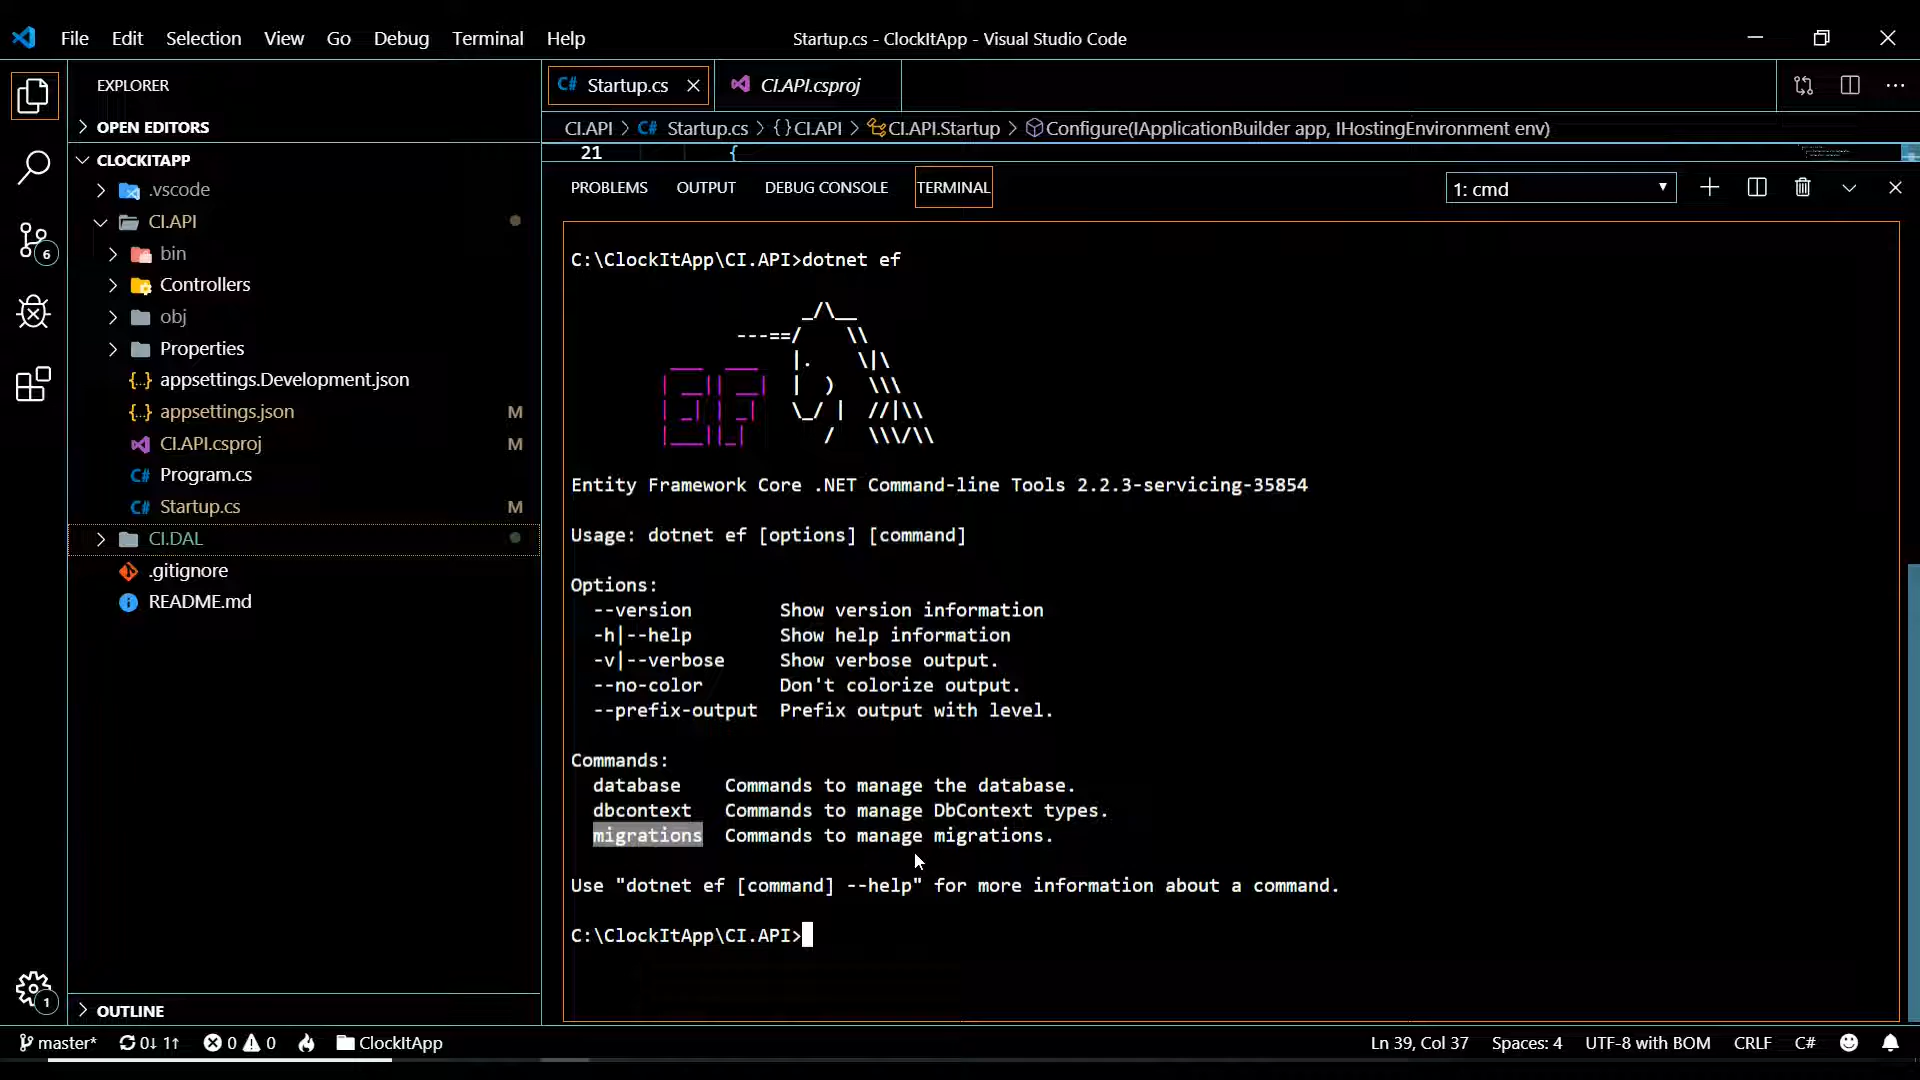 File Edit Selection View Go Debug Terminal Help
Startup.cs - ClockItApp - Visual Studio Code
EXPLORER
OPEN EDITORS
CLOCKITAPP
.vscode
CI.API
bin
Controllers
obj
Properties
{..} appsettings.Development.json
{..} appsettings.json M
CI.API.csproj M
C# Program.cs
C# Startup.cs M
CI.DAL
.gitignore
README.md
OUTLINE
6
1
C# Startup.cs
CI.API.csproj
CI.API > C# Startup.cs > {} CI.API > CI.API.Startup > Configure(IApplicationBuilder app, IHostingEnvironment env)
21 {
PROBLEMS OUTPUT DEBUG CONSOLE TERMINAL
1: cmd
C:\ClockItApp\CI.API>dotnet ef
                     _/\__
               ---==/    \\
         ___  ___   |.    \|\
        | __|| __|  |  )   \\\
        | _| | _|   \_/ |  //|\\
        |___||_|       /   \\\/\\
Entity Framework Core .NET Command-line Tools 2.2.3-servicing-35854
Usage: dotnet ef [options] [command]
Options:
--version Show version information
-h|--help Show help information
-v|--verbose Show verbose output.
--no-color Don't colorize output.
--prefix-output Prefix output with level.
Commands:
database Commands to manage the database.
dbcontext Commands to manage DbContext types.
migrations Commands to manage migrations.
Use "dotnet ef [command] --help" for more information about a command.
C:\ClockItApp\CI.API>
master* 0↓ 1↑ 0 0 ClockItApp
Ln 39, Col 37 Spaces: 4 UTF-8 with BOM CRLF C#